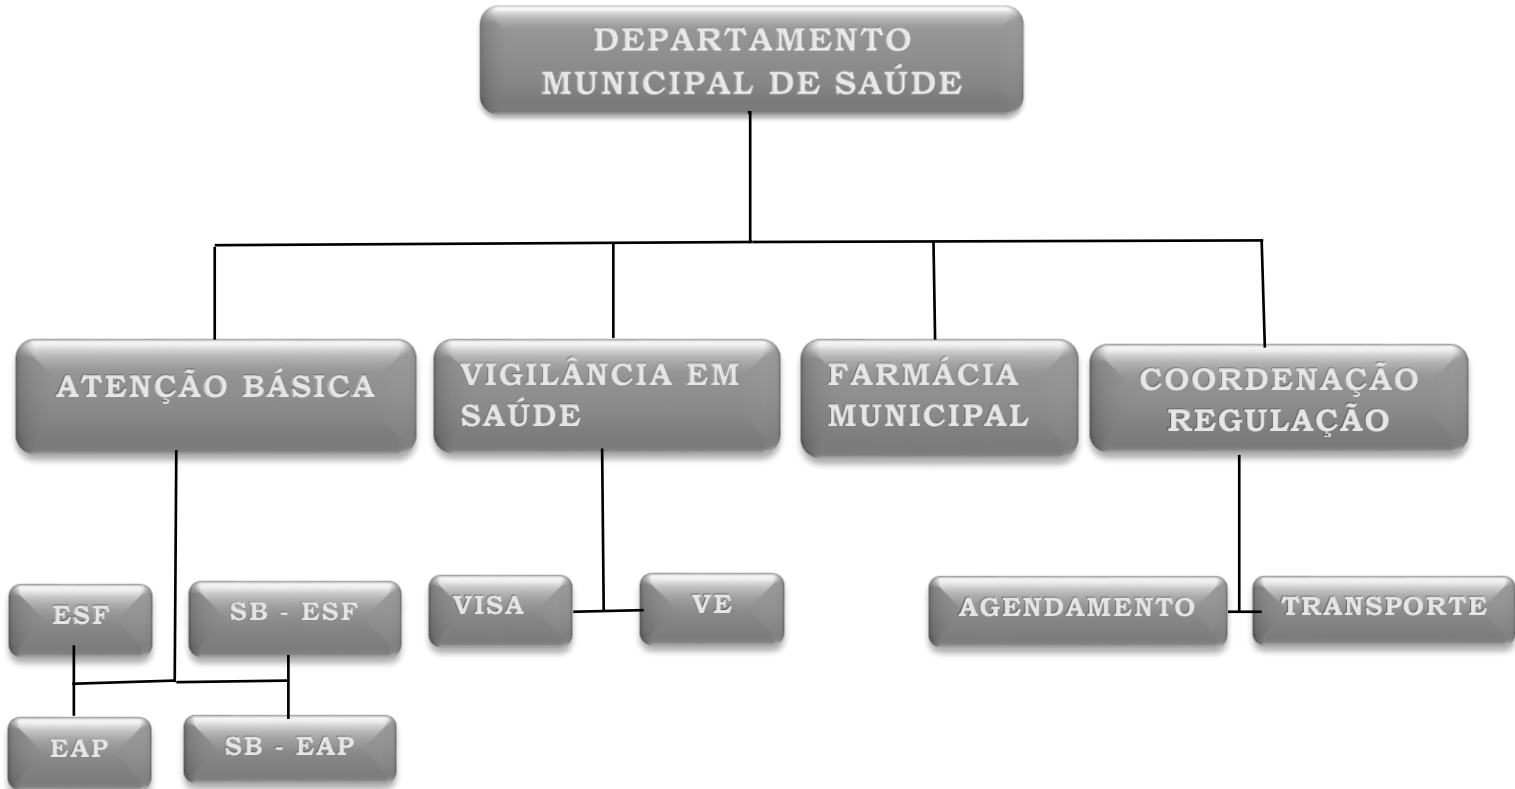 DEPARTAMENTO
MUNICIPAL DE SAÚDE
ATENÇÃO BÁSICA
VIGILÂNCIA EM
SAÚDE
FARMÁCIA
MUNICIPAL
COORDENAÇÃO
REGULAÇÃO
ESF
SB - ESF
VISA
VE
AGENDAMENTO
TRANSPORTE
EAP
SB - EAP